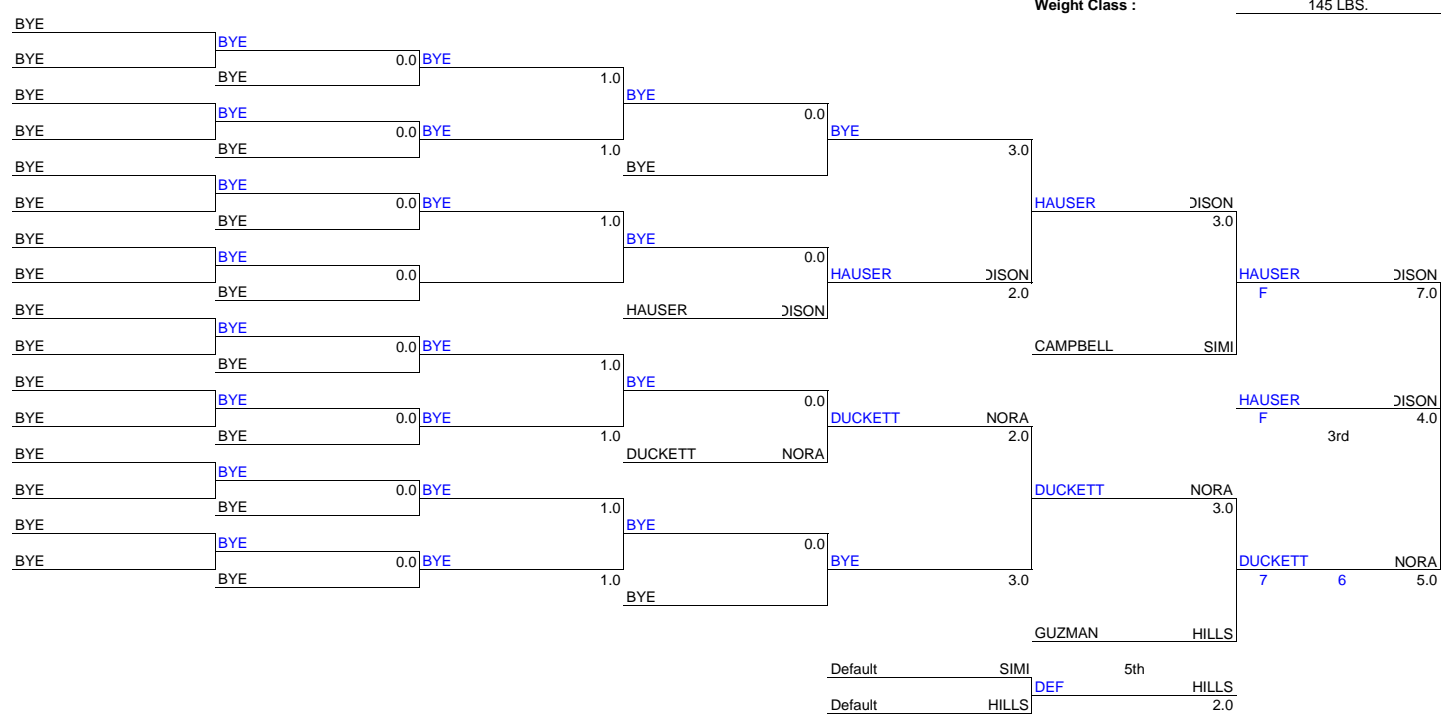 Weight Class : 145 LBS.
BYE
BYE
BYE 0.0 BYE
BYE 1.0
BYE BYE
BYE 0.0
BYE 0.0 BYE BYE
BYE 1.0 3.0
BYE BYE
BYE
BYE 0.0 BYE HAUSER DISON
BYE 1.0 3.0
BYE BYE
BYE 0.0
BYE 0.0 HAUSER DISON HAUSER DISON
BYE 2.0 F 7.0
BYE HAUSER DISON
BYE
BYE 0.0 BYE CAMPBELL SIMI
BYE 1.0
BYE BYE
BYE 0.0 HAUSER DISON
BYE 0.0 BYE DUCKETT NORA F 4.0
BYE 1.0 2.0 3rd
BYE DUCKETT NORA
BYE
BYE 0.0 BYE DUCKETT NORA
BYE 1.0 3.0
BYE BYE
BYE 0.0
BYE 0.0 BYE BYE DUCKETT NORA
BYE 1.0 3.0 7 6 5.0
BYE
GUZMAN HILLS
Default SIMI 5th
DEF HILLS
Default HILLS 2.0